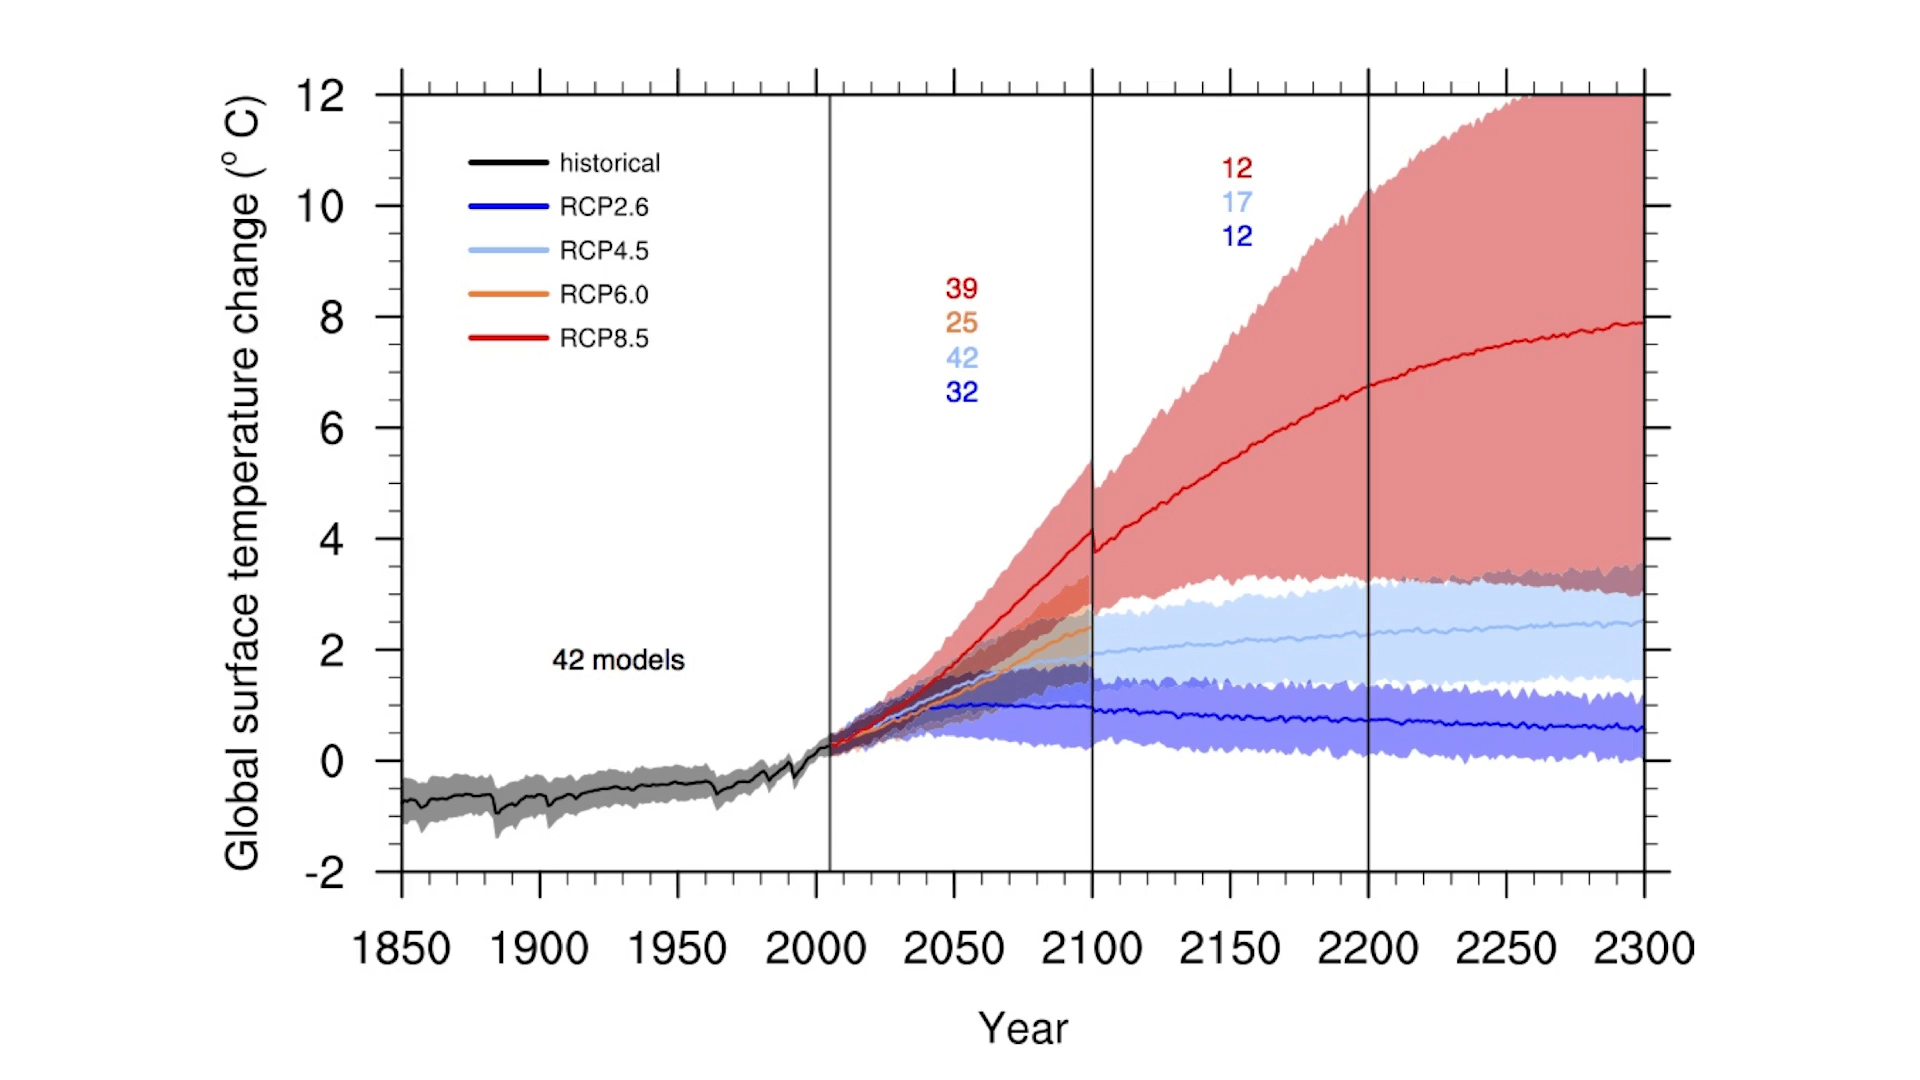 Global surface temperature change (° C)
12
10
8
6
4
2
0
-2
historical
RCP2.6
RCP4.5
RCP6.0
RCP8.5
42 models
39
25
42
32
12
17
12
1850 1900 1950 2000 2050 2100 2150 2200 2250 2300
Year